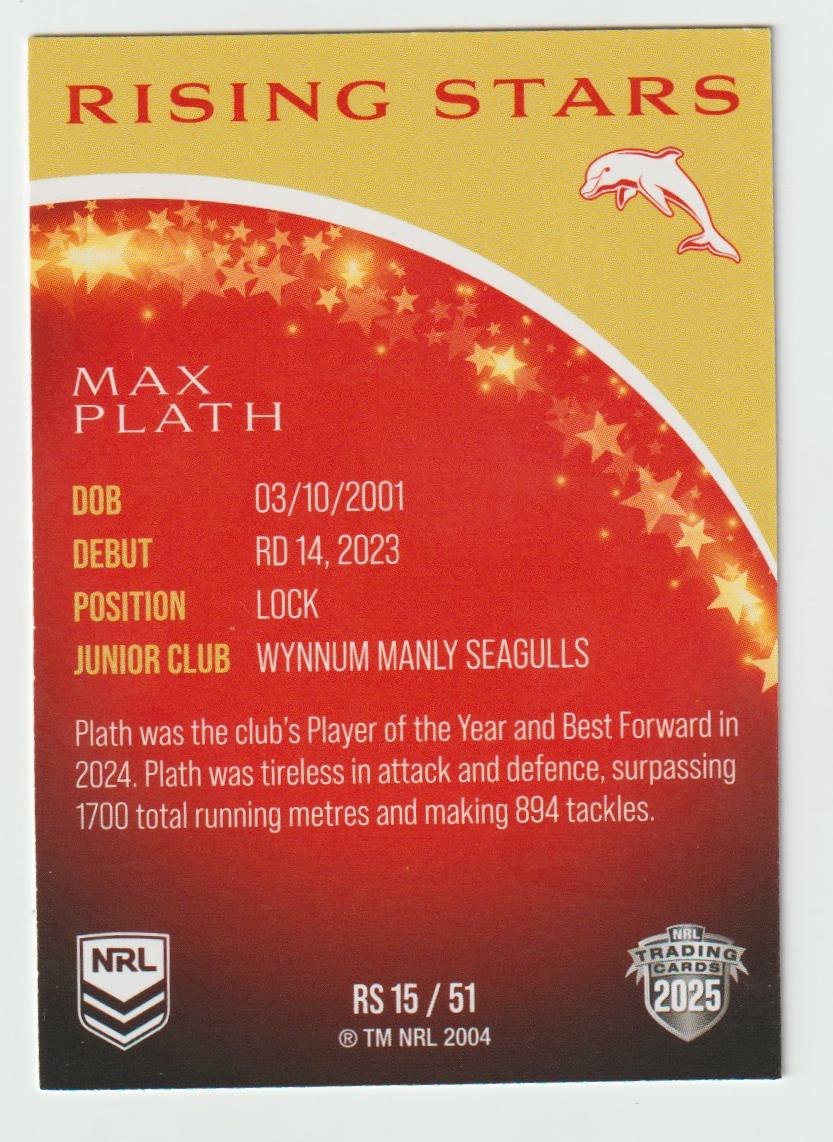 RISING STARS
MAX
PLATH
DOB 03/10/2001
DEBUT RD 14, 2023
POSITION LOCK
JUNIOR CLUB WYNNUM MANLY SEAGULLS
Plath was the club's Player of the Year and Best Forward in
2024. Plath was tireless in attack and defence, surpassing
1700 total running metres and making 894 tackles.
NRL
NRL
TRADING
CARDS
2025
RS 15 / 51
® TM NRL 2004